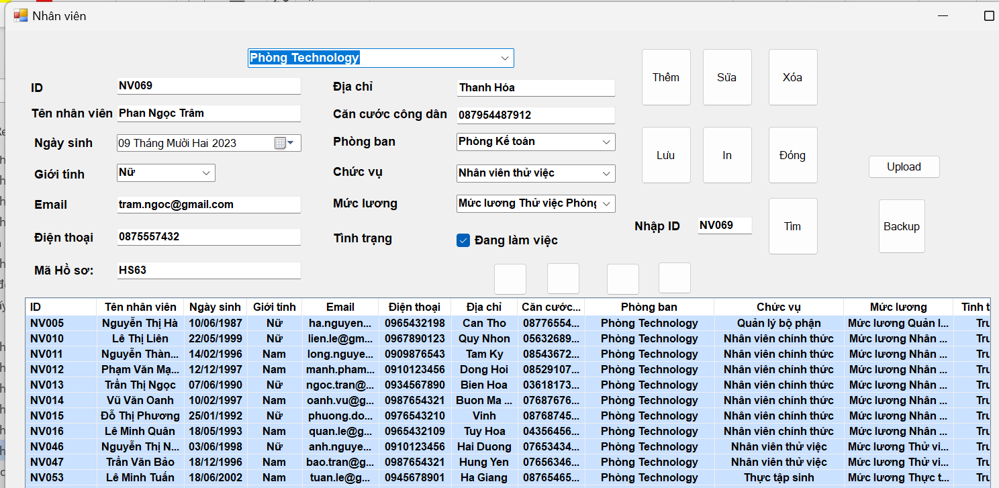 Nhân viên
Phòng Technology
ID NV069 Địa chỉ Thanh Hóa Thêm Sửa Xóa
Tên nhân viên Phan Ngọc Trâm Căn cước công dân 087954487912
Ngày sinh 09 Tháng Mười Hai 2023 Phòng ban Phòng Kế toán Lưu In Đóng
Giới tính Nữ Chức vụ Nhân viên thử việc Upload
Email tram.ngoc@gmail.com Mức lương Mức lương Thử việc Phòng
Nhập ID NV069 Tìm Backup
Điện thoại 0875557432 Tình trạng Đang làm việc
Mã Hồ sơ: HS63
ID Tên nhân viên Ngày sinh Giới tính Email Điện thoại Địa chỉ Căn cước... Phòng ban Chức vụ Mức lương Tình t
NV005 Nguyễn Thị Hà 10/06/1987 Nữ ha.nguyen... 0965432198 Can Tho 08776554... Phòng Technology Quản lý bộ phận Mức lương Quản l... Tru
NV010 Lê Thị Liên 22/05/1999 Nữ lien.le@gm... 0967890123 Quy Nhon 05632689... Phòng Technology Nhân viên chính thức Mức lương Nhân ... Tru
NV011 Nguyễn Thàn... 14/02/1996 Nam long.nguye... 0909876543 Tam Ky 08543672... Phòng Technology Nhân viên chính thức Mức lương Nhân ... Tru
NV012 Phạm Văn Mạ... 12/12/1997 Nam manh.pham... 0910123456 Dong Hoi 08529107... Phòng Technology Nhân viên chính thức Mức lương Nhân ... Tru
NV013 Trần Thị Ngọc 07/06/1990 Nữ ngoc.tran@... 0934567890 Bien Hoa 03618173... Phòng Technology Nhân viên chính thức Mức lương Nhân ... Tru
NV014 Vũ Văn Oanh 10/02/1997 Nam oanh.vu@g... 0987654321 Buon Ma ... 07687676... Phòng Technology Nhân viên chính thức Mức lương Nhân ... Tru
NV015 Đỗ Thị Phương 25/01/1992 Nữ phuong.do... 0976543210 Vinh 08768745... Phòng Technology Nhân viên chính thức Mức lương Nhân ... Tru
NV016 Lê Minh Quân 18/05/1993 Nam quan.le@g... 0965432109 Tuy Hoa 04356456... Phòng Technology Nhân viên chính thức Mức lương Nhân ... Tru
NV046 Nguyễn Thị N... 03/06/1998 Nữ anh.nguye... 0910123456 Hai Duong 07653434... Phòng Technology Nhân viên thử việc Mức lương Thử vi... Tru
NV047 Trần Văn Bảo 18/12/1996 Nam bao.tran@g... 0987654321 Hung Yen 07656346... Phòng Technology Nhân viên thử việc Mức lương Thử vi... Tru
NV053 Lê Minh Tuấn 18/06/2002 Nam tuan.le@g... 0945678901 Ha Giang 08765465... Phòng Technology Thực tập sinh Mức lương Thực t... Tru